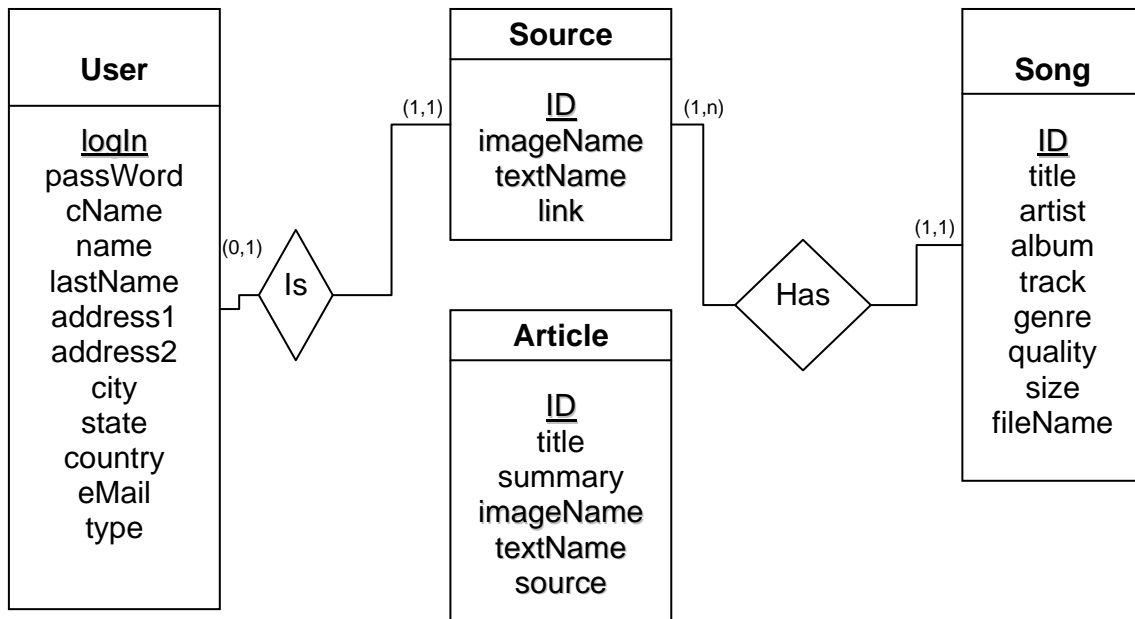 User
logIn
passWord
cName
name
lastName
address1
address2
city
state
country
eMail
type
(0,1)
Is
(1,1)
Source
ID
imageName
textName
link
Article
ID
title
summary
imageName
textName
source
(1,n)
Has
(1,1)
Song
ID
title
artist
album
track
genre
quality
size
fileName